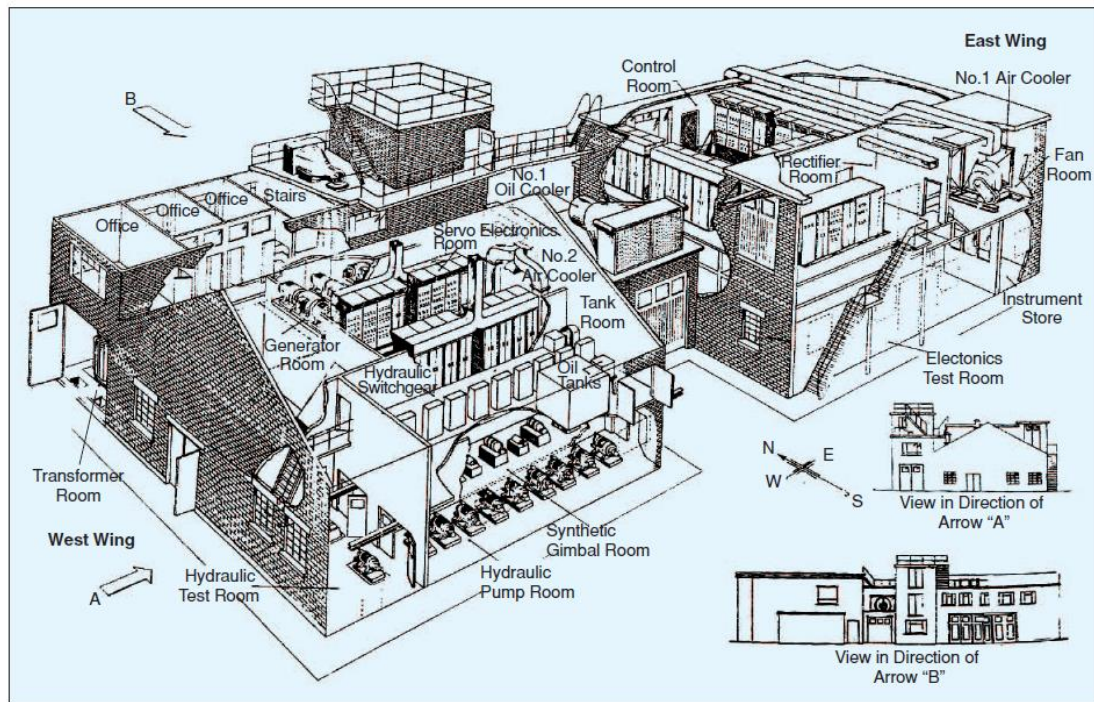 East Wing
No.1 Air Cooler
Control
Room
B
Fan
Room
Rectifier
Room
No.1
Oil Cooler
Stairs
Office
Office
Office
Office
Servo Electronics
Room
No.2
Air Cooler
Tank
Room
Instrument
Store
Generator
Room
Hydraulic
Switchgear
Oil
Tanks
Electonics
Test Room
Transformer
Room
N
E
W
S
View in Direction of
Arrow “A”
West Wing
Synthetic
Gimbal Room
A
Hydraulic
Test Room
Hydraulic
Pump Room
View in Direction of
Arrow “B”